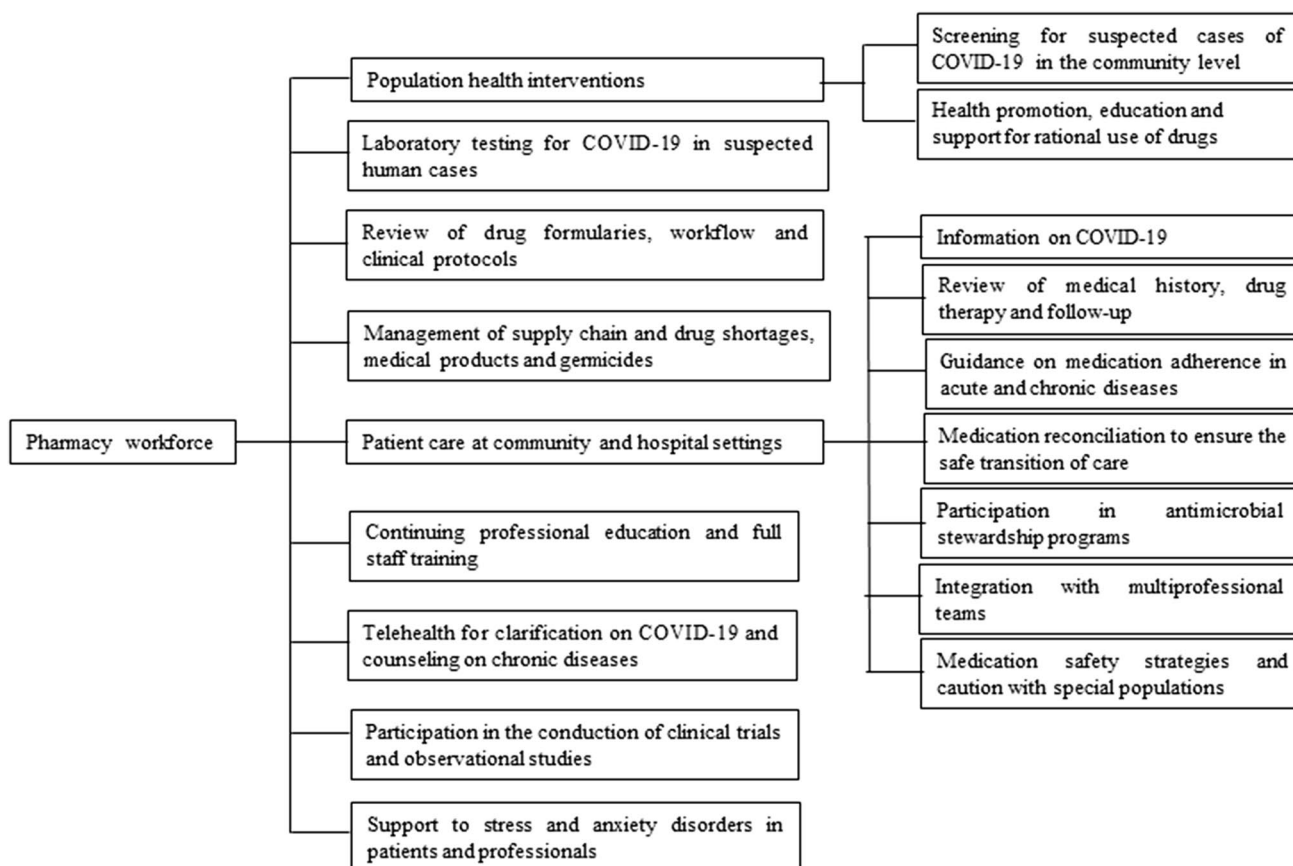 Pharmacy workforce
Population health interventions
Screening for suspected cases of
COVID-19 in the community level
Health promotion, education and
support for rational use of drugs
Laboratory testing for COVID-19 in suspected
human cases
Review of drug formularies, workflow and
clinical protocols
Management of supply chain and drug shortages,
medical products and germicides
Patient care at community and hospital settings
Information on COVID-19
Review of medical history, drug
therapy and follow-up
Guidance on medication adherence in
acute and chronic diseases
Medication reconciliation to ensure the
safe transition of care
Participation in antimicrobial
stewardship programs
Integration with multiprofessional
teams
Medication safety strategies and
caution with special populations
Continuing professional education and full
staff training
Telehealth for clarification on COVID-19 and
counseling on chronic diseases
Participation in the conduction of clinical trials
and observational studies
Support to stress and anxiety disorders in
patients and professionals